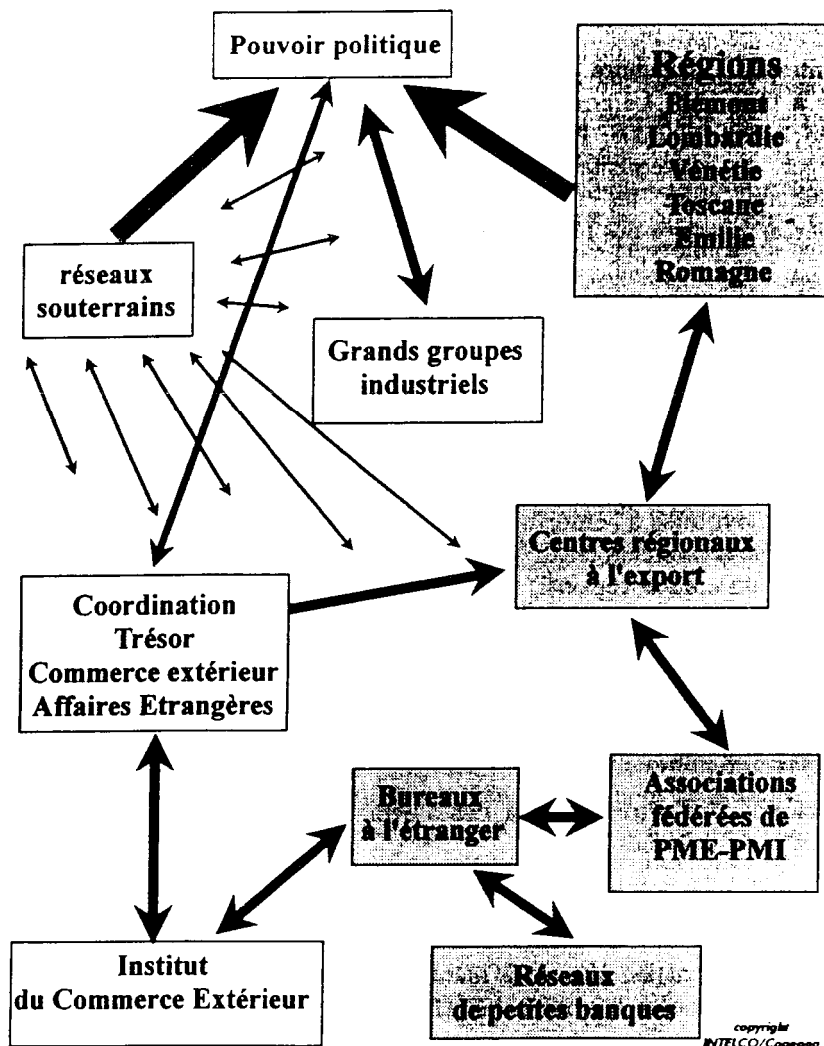 Pouvoir politique
Régions
Piémont
Lombardie
Vénétie
Toscane
Emilie
Romagne
réseaux
souterrains
Grands groupes
industriels
Centres régionaux
à l'export
Coordination
Trésor
Commerce extérieur
Affaires Etrangères
Bureaux
à l'étranger
Associations
fédérées de
PME-PMI
Institut
du Commerce Extérieur
Réseaux
de petites banques
copyright